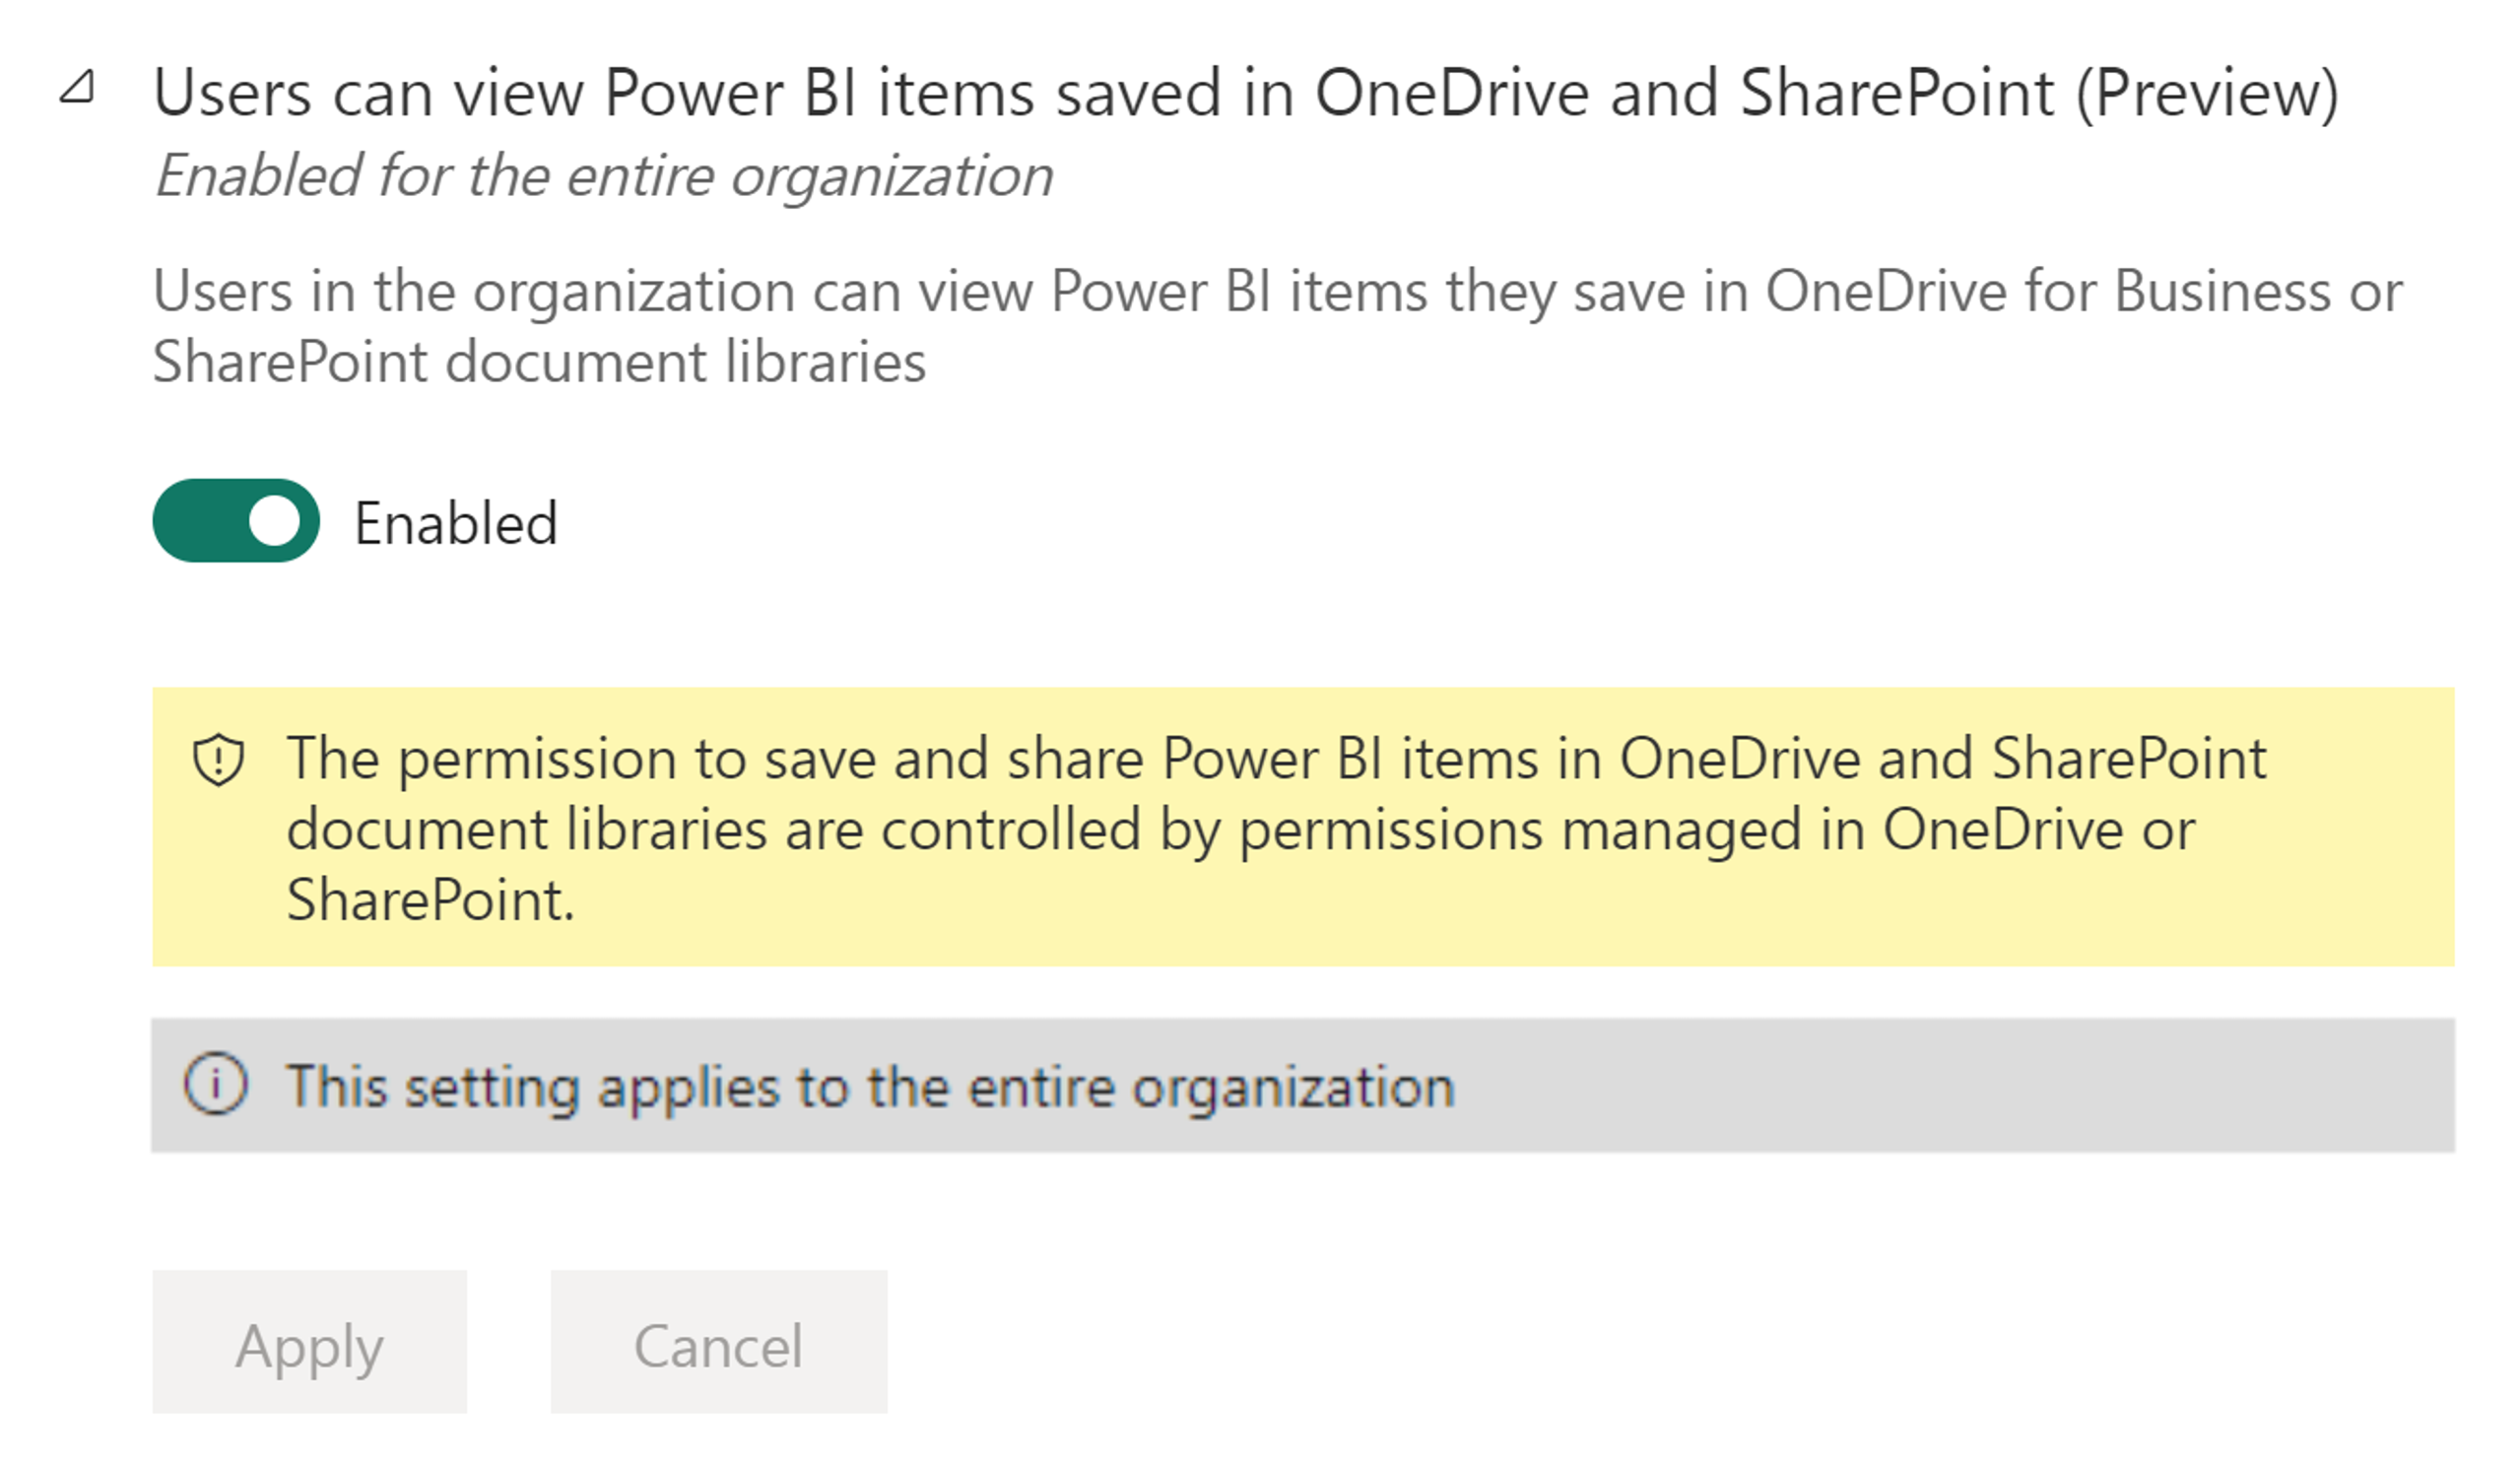 Users can view Power BI items saved in OneDrive and SharePoint (Preview)
Enabled for the entire organization
Users in the organization can view Power BI items they save in OneDrive for Business or
SharePoint document libraries
Enabled
The permission to save and share Power BI items in OneDrive and SharePoint
document libraries are controlled by permissions managed in OneDrive or
SharePoint.
This setting applies to the entire organization
Apply
Cancel